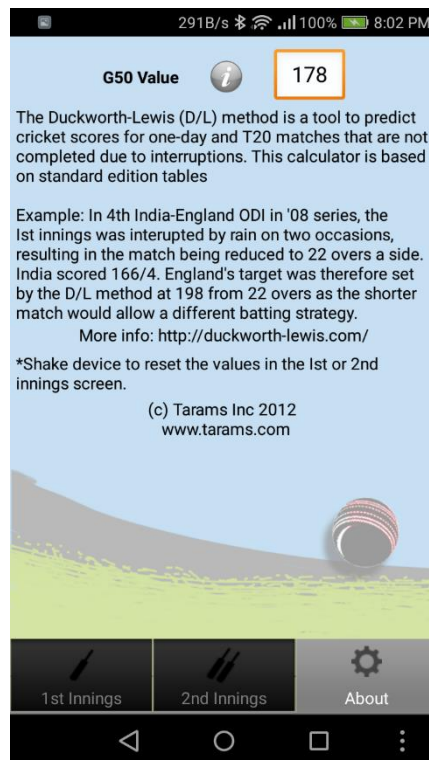 291B/s 100% 8:02 PM
G50 Value i 178
The Duckworth-Lewis (D/L) method is a tool to predict
cricket scores for one-day and T20 matches that are not
completed due to interruptions. This calculator is based
on standard edition tables
Example: In 4th India-England ODI in '08 series, the
Ist innings was interupted by rain on two occasions,
resulting in the match being reduced to 22 overs a side.
India scored 166/4. England's target was therefore set
by the D/L method at 198 from 22 overs as the shorter
match would allow a different batting strategy.
More info: http://duckworth-lewis.com/
*Shake device to reset the values in the Ist or 2nd
innings screen.
(c) Tarams Inc 2012
www.tarams.com
1st Innings 2nd Innings About